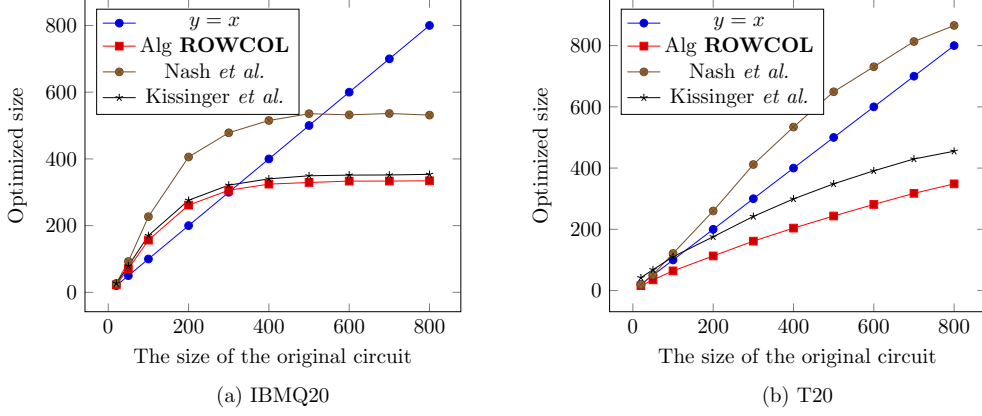 y = x
Alg ROWCOL
Nash et al.
Kissinger et al.
800
600
400
200
0
Optimized size
0 200 400 600 800
The size of the original circuit
(a) IBMQ20
y = x
Alg ROWCOL
Nash et al.
Kissinger et al.
800
600
400
200
0
Optimized size
0 200 400 600 800
The size of the original circuit
(b) T20